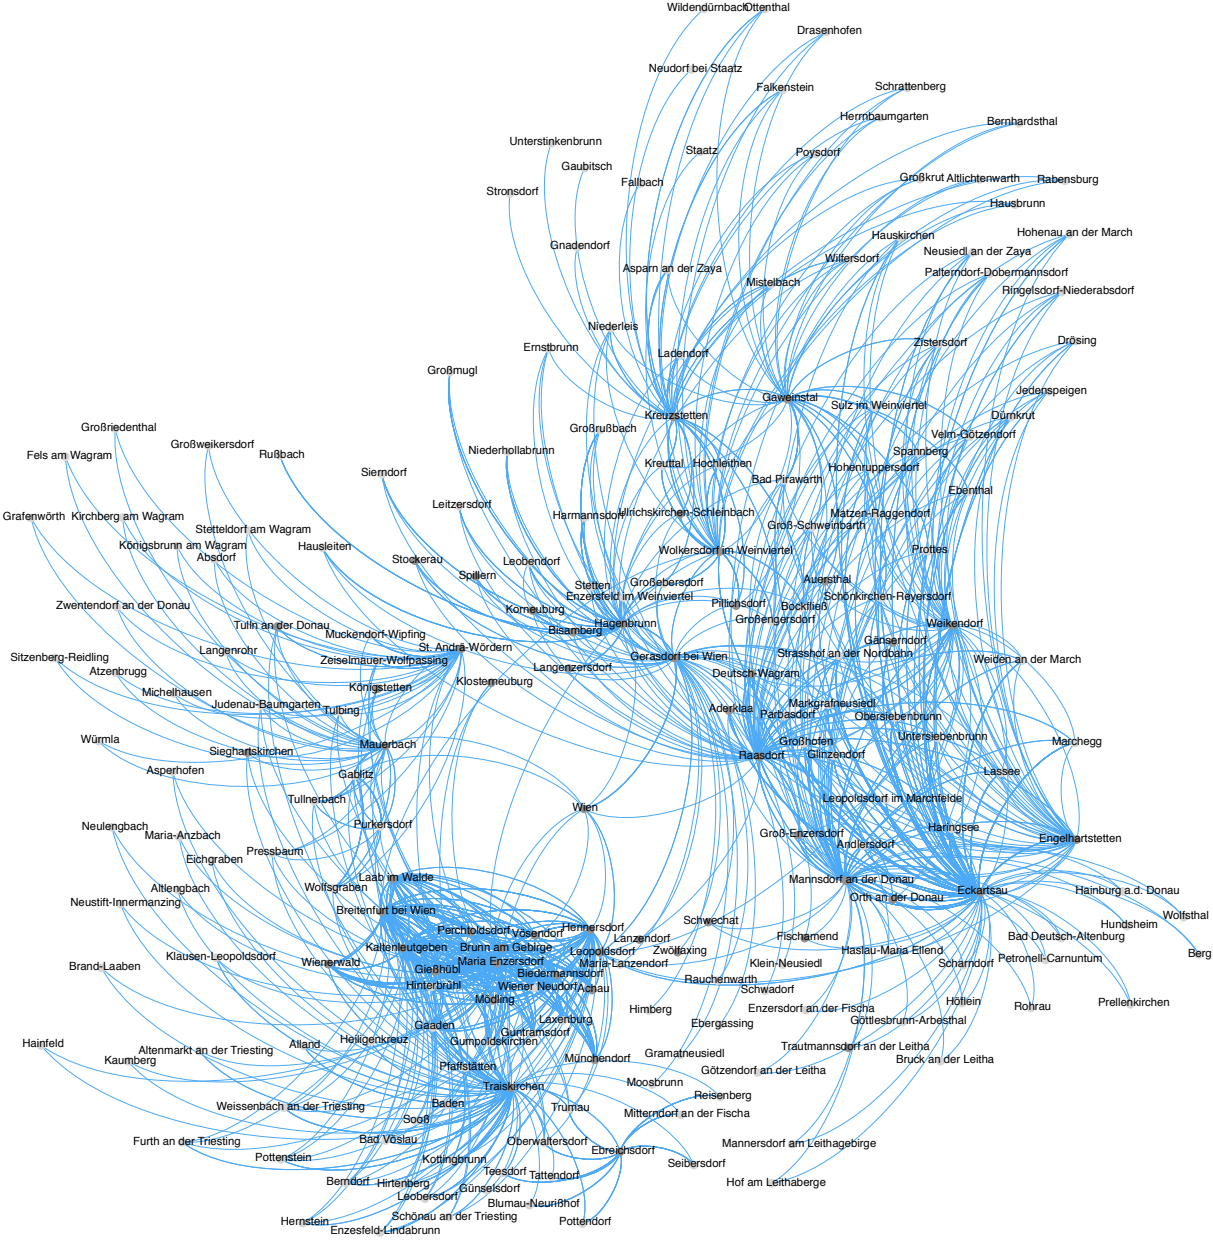 Wildendürnbach
Ottenthal
Drasenhofen
Neudorf bei Staatz
Falkenstein
Schrattenberg
Herrnbaumgarten
Bernhardsthal
Unterstinkenbrunn
Staatz
Poysdorf
Gaubitsch
Fallbach
Großkrut
Altlichtenwarth
Rabensburg
Stronsdorf
Hausbrunn
Gnadendorf
Hauskirchen
Hohenau an der March
Neusiedl an der Zaya
Wilfersdorf
Asparn an der Zaya
Palterndorf-Dobermannsdorf
Mistelbach
Ringelsdorf-Niederabsdorf
Niederleis
Ernstbrunn
Ladendorf
Zistersdorf
Drösing
Großmugl
Gaweinstal
Sulz im Weinviertel
Jedenspeigen
Kreuzstetten
Dürnkrut
Großriedenthal
Großrußbach
Velm-Götzendorf
Großweikersdorf
Fels am Wagram
Rußbach
Niederhollabrunn
Spannberg
Sierndorf
Kreuttal
Hochleithen
Hohenruppersdorf
Bad Pirawarth
Ebenthal
Leitzersdorf
Grafenwörth
Kirchberg am Wagram
Harmannsdorf
Ulrichskirchen-Schleinbach
Matzen-Raggendorf
Stetteldorf am Wagram
Groß-Schweinbarth
Königsbrunn am Wagram
Hausleiten
Absdorf
Stockerau
Leobendorf
Wolkersdorf im Weinviertel
Prottes
Spillern
Stetten
Großebersdorf
Auersthal
Enzersfeld im Weinviertel
Schönkirchen-Reyersdorf
Zwentendorf an der Donau
Korneuburg
Pillichsdorf
Bockfließ
Tulln an der Donau
Muckendorf-Wipfing
Bisamberg
Hagenbrunn
Großengersdorf
Weikendorf
Gänserndorf
Langenrohr
St. Andrä-Wördern
Sitzenberg-Reidling
Zeiselmauer-Wolfpassing
Gerasdorf bei Wien
Strasshof an der Nordbahn
Weiden an der March
Atzenbrugg
Langenzersdorf
Deutsch-Wagram
Klosterneuburg
Königstetten
Michelhausen
Judenau-Baumgarten
Tulbing
Aderklaa
Markgrafneusiedl
Parbasdorf
Obersiebenbrunn
Würmla
Mauerbach
Großhofen
Untersiebenbrunn
Marchegg
Sieghartskirchen
Raasdorf
Glinzendorf
Asperhofen
Gablitz
Lassee
Tullnerbach
Wien
Leopoldsdorf im Marchfelde
Neulengbach
Maria-Anzbach
Purkersdorf
Groß-Enzersdorf
Haringsee
Engelhartstetten
Andlersdorf
Pressbaum
Eichgraben
Laab im Walde
Mannsdorf an der Donau
Altlengbach
Wolfsgraben
Eckartsau
Hainburg a.d. Donau
Orth an der Donau
Neustift-Innermanzing
Breitenfurt bei Wien
Wolfsthal
Schwechat
Hundsheim
Perchtoldsdorf
Vösendorf
Hennersdorf
Lanzendorf
Fischamend
Bad Deutsch-Altenburg
Kaltenleutgeben
Brunn am Gebirge
Leopoldsdorf
Zwölfaxing
Haslau-Maria Ellend
Berg
Klausen-Leopoldsdorf
Wienerwald
Maria Enzersdorf
Maria-Lanzendorf
Klein-Neusiedl
Scharndorf
Petronell-Carnuntum
Brand-Laaben
Gießhübl
Biedermannsdorf
Rauchenwarth
Hinterbrühl
Wiener Neudorf
Achau
Schwadorf
Mödling
Höflein
Rohrau
Prellenkirchen
Himberg
Enzersdorf an der Fischa
Laxenburg
Ebergassing
Göttlesbrunn-Arbesthal
Gaaden
Guntramsdorf
Hainfeld
Altenmarkt an der Triesting
Alland
Heiligenkreuz
Gumpoldskirchen
Trautmannsdorf an der Leitha
Kaumberg
Münchendorf
Gramatneusiedl
Bruck an der Leitha
Pfaffstätten
Götzendorf an der Leitha
Traiskirchen
Moosbrunn
Reisenberg
Weissenbach an der Triesting
Baden
Trumau
Mitterndorf an der Fischa
Sooß
Furth an der Triesting
Bad Vöslau
Oberwaltersdorf
Ebreichsdorf
Mannersdorf am Leithagebirge
Pottenstein
Kottingbrunn
Seibersdorf
Teesdorf
Tattendorf
Berndorf
Hirtenberg
Günselsdorf
Hof am Leithaberge
Leobersdorf
Blumau-Neurißhof
Hernstein
Schönau an der Triesting
Pottendorf
Enzesfeld-Lindabrunn